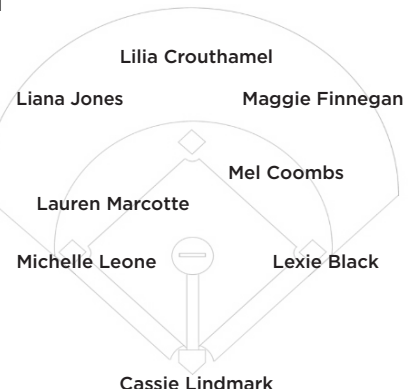 Lilia Crouthamel
Liana Jones
Maggie Finnegan
Mel Coombs
Lauren Marcotte
Michelle Leone
Lexie Black
Cassie Lindmark